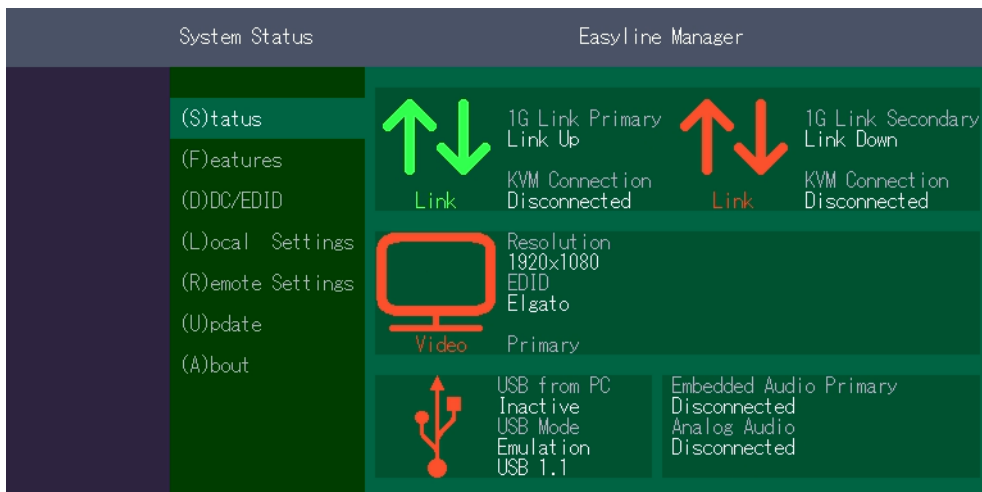 System Status
Easyline Manager
(S)tatus
(F)eatures
(D)DC/EDID
(L)ocal Settings
(R)emote Settings
(U)pdate
(A)bout
Link
1G Link Primary
Link Up
KVM Connection
Disconnected
Link
1G Link Secondary
Link Down
KVM Connection
Disconnected
Video
Resolution
1920x1080
EDID
Elgato
Primary
USB from PC
Inactive
USB Mode
Emulation
USB 1.1
Embedded Audio Primary
Disconnected
Analog Audio
Disconnected